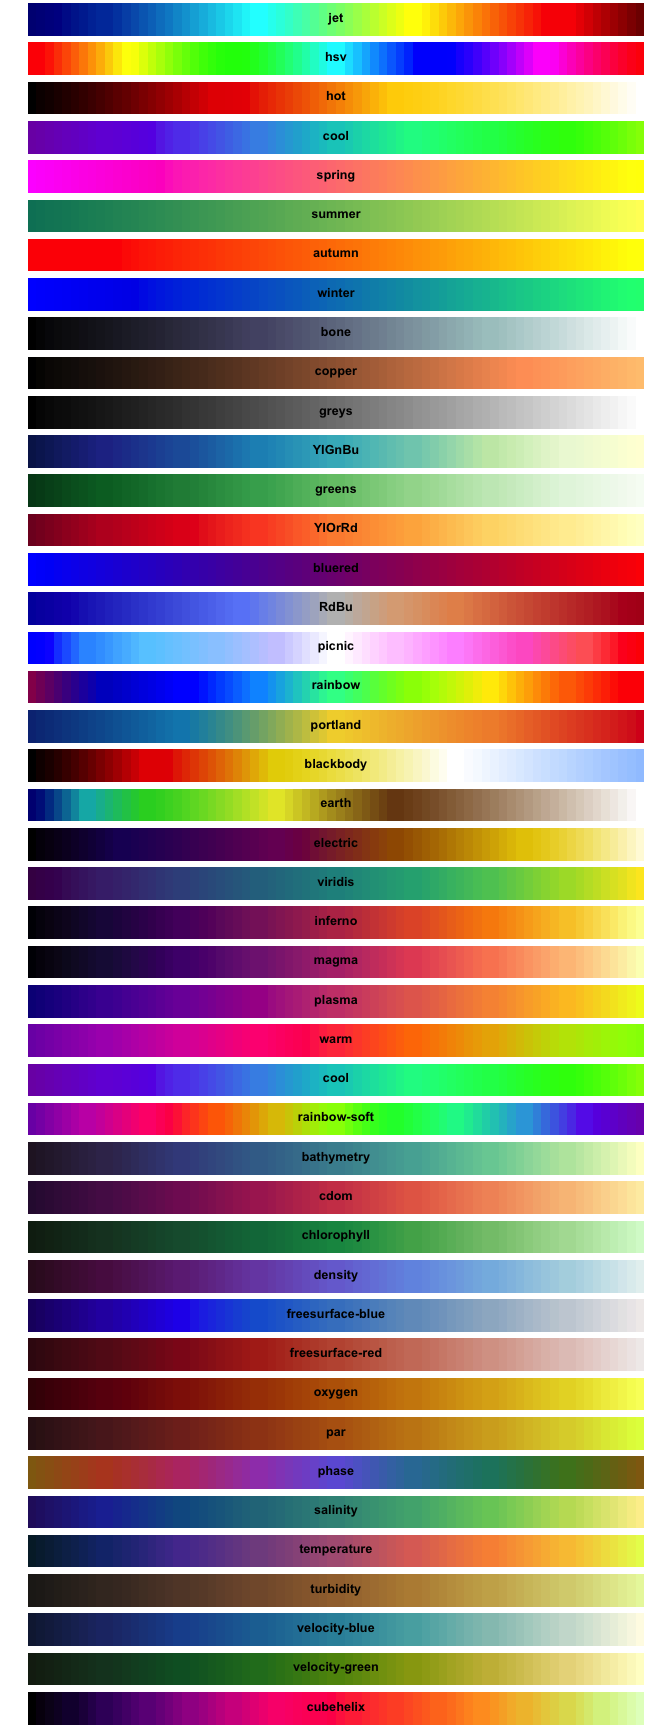 jet
hsv
hot
cool
spring
summer
autumn
winter
bone
copper
greys
YIGnBu
greens
YIOrRd
bluered
RdBu
picnic
rainbow
portland
blackbody
earth
electric
viridis
inferno
magma
plasma
warm
cool
rainbow-soft
bathymetry
cdom
chlorophyll
density
freesurface-blue
freesurface-red
oxygen
par
phase
salinity
temperature
turbidity
velocity-blue
velocity-green
cubehelix